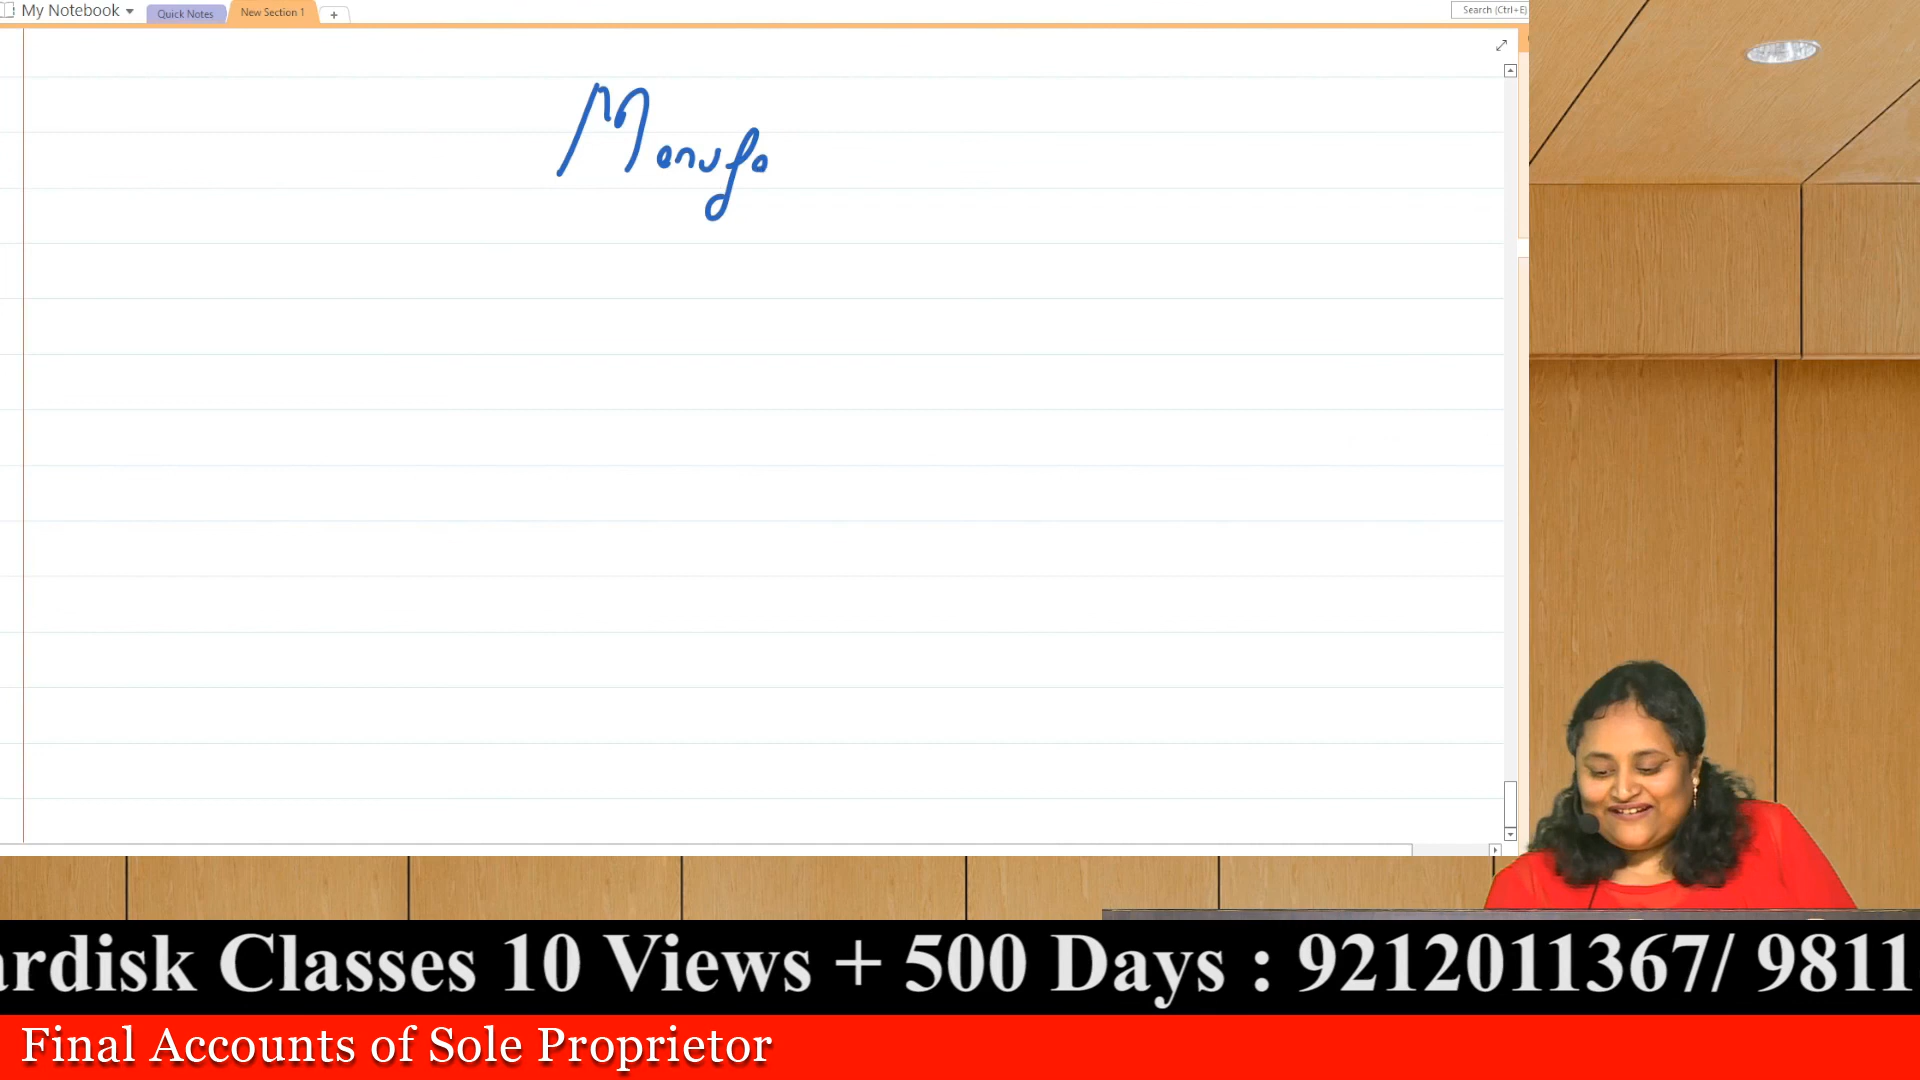 My Notebook
Quick Notes
New Section 1
+
Search (Ctrl+E)
Manufa
ardisk Classes 10 Views + 500 Days : 9212011367/ 9811
Final Accounts of Sole Proprietor